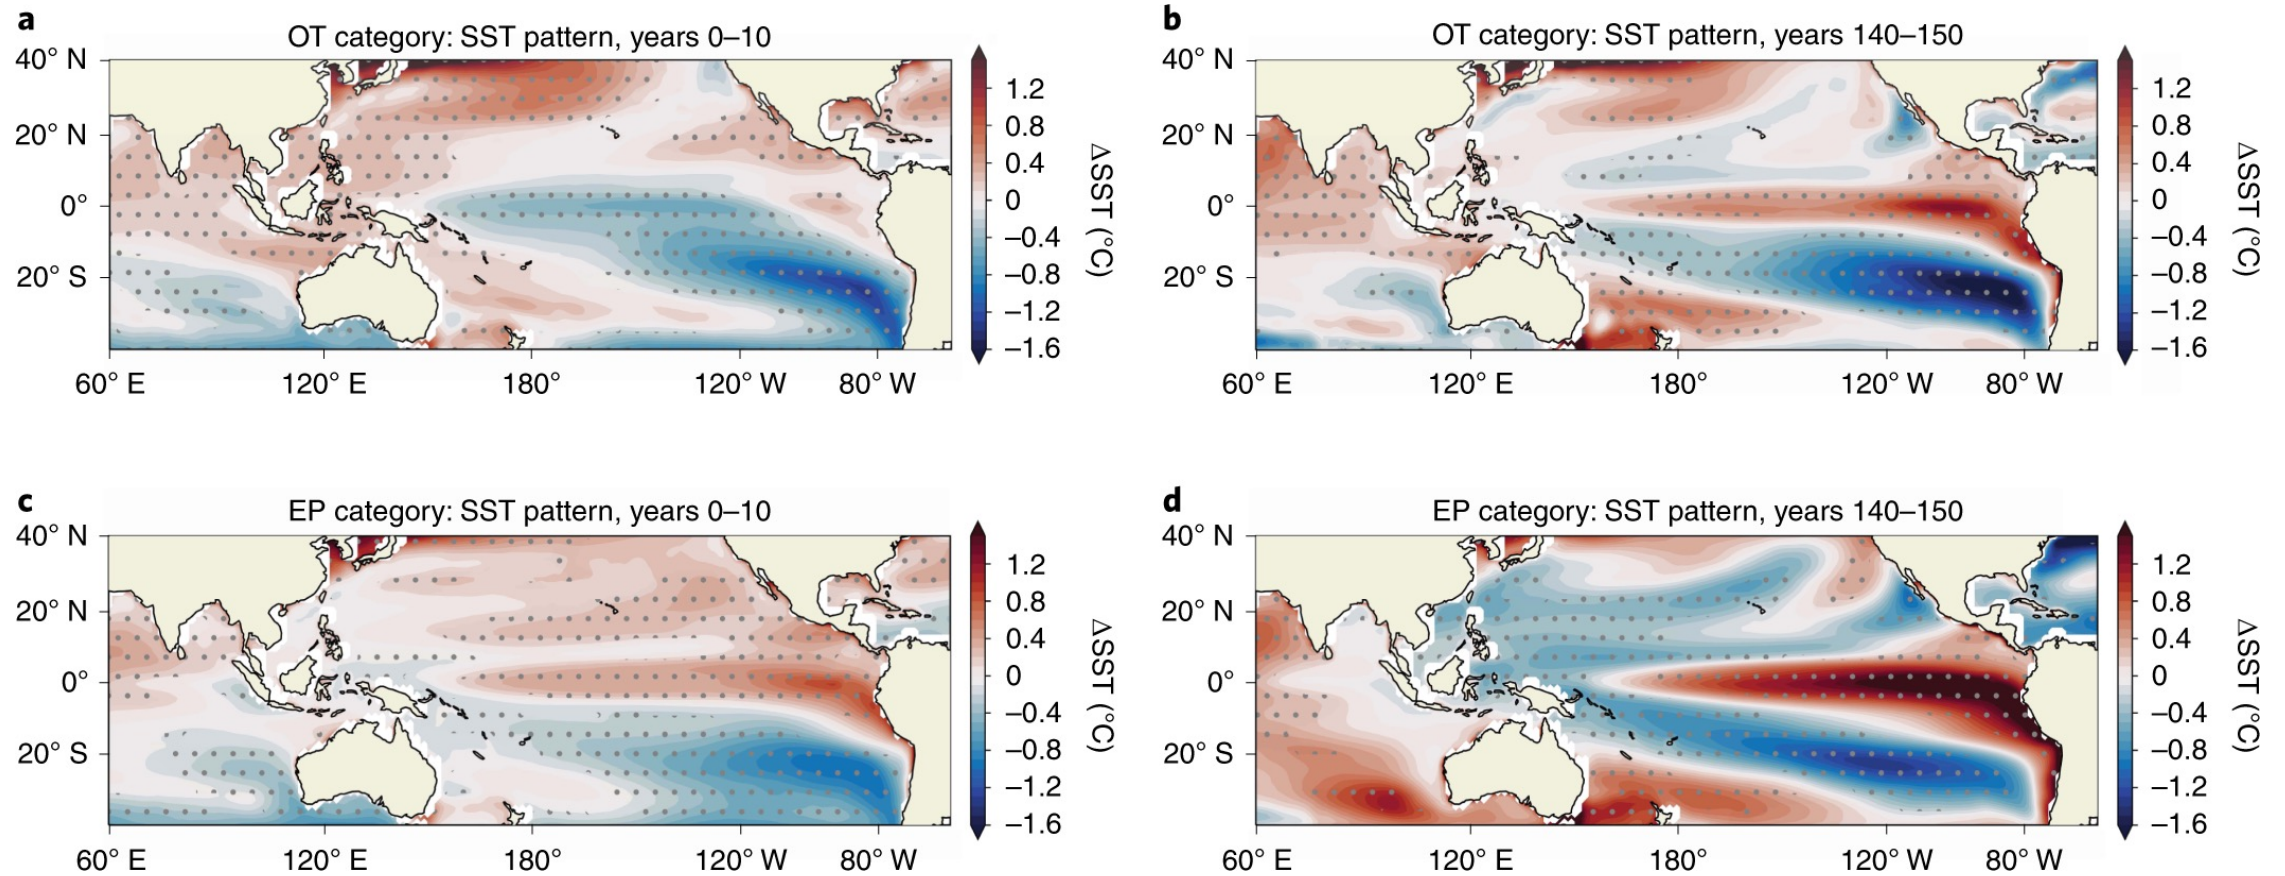 a
OT category: SST pattern, years 0–10
40° N
20° N
0°
20° S
60° E 120° E 180° 120° W 80° W
1.2
0.8
0.4
0
–0.4
–0.8
–1.2
–1.6
ΔSST (°C)
b
OT category: SST pattern, years 140–150
40° N
20° N
0°
20° S
60° E 120° E 180° 120° W 80° W
1.2
0.8
0.4
0
–0.4
–0.8
–1.2
–1.6
ΔSST (°C)
c
EP category: SST pattern, years 0–10
40° N
20° N
0°
20° S
60° E 120° E 180° 120° W 80° W
1.2
0.8
0.4
0
–0.4
–0.8
–1.2
–1.6
ΔSST (°C)
d
EP category: SST pattern, years 140–150
40° N
20° N
0°
20° S
60° E 120° E 180° 120° W 80° W
1.2
0.8
0.4
0
–0.4
–0.8
–1.2
–1.6
ΔSST (°C)